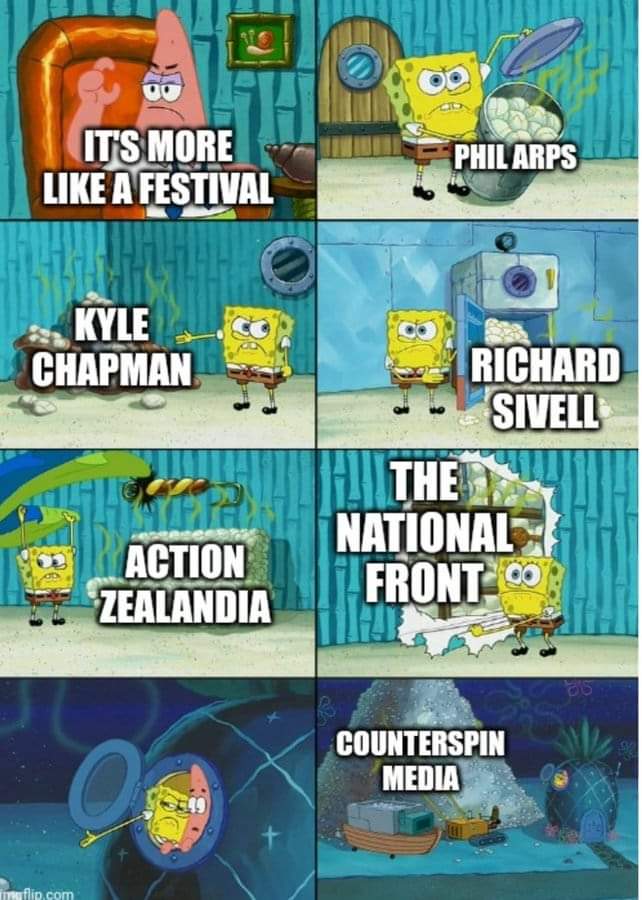 IT'S MORE
LIKE A FESTIVAL
PHIL ARPS
KYLE
CHAPMAN
RICHARD
SIVELL
ACTION
ZEALANDIA
THE
NATIONAL
FRONT
COUNTERSPIN
MEDIA
imgflip.com